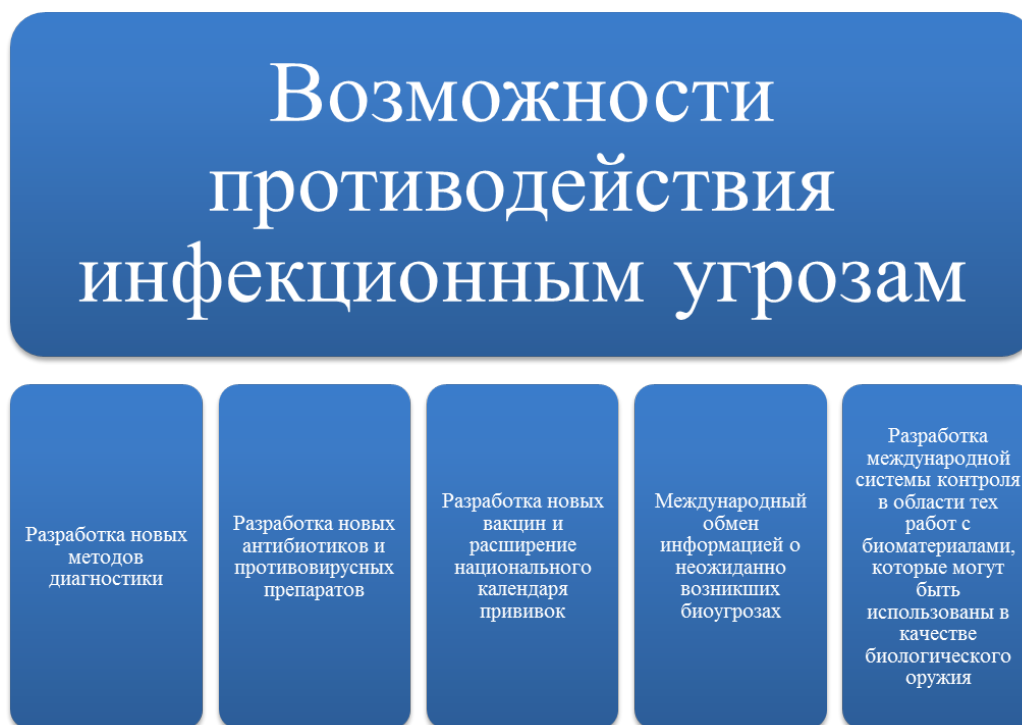 Возможности
противодействия
инфекционным угрозам
Разработка новых
методов
диагностики
Разработка новых
антибиотиков и
противовирусных
препаратов
Разработка новых
вакцин и
расширение
национального
календаря
прививок
Международный
обмен
информацией о
неожиданно
возникших
биоугрозах
Разработка
международной
системы контроля
в области тех
работ с
биоматериалами,
которые могут
быть
использованы в
качестве
биологического
оружия